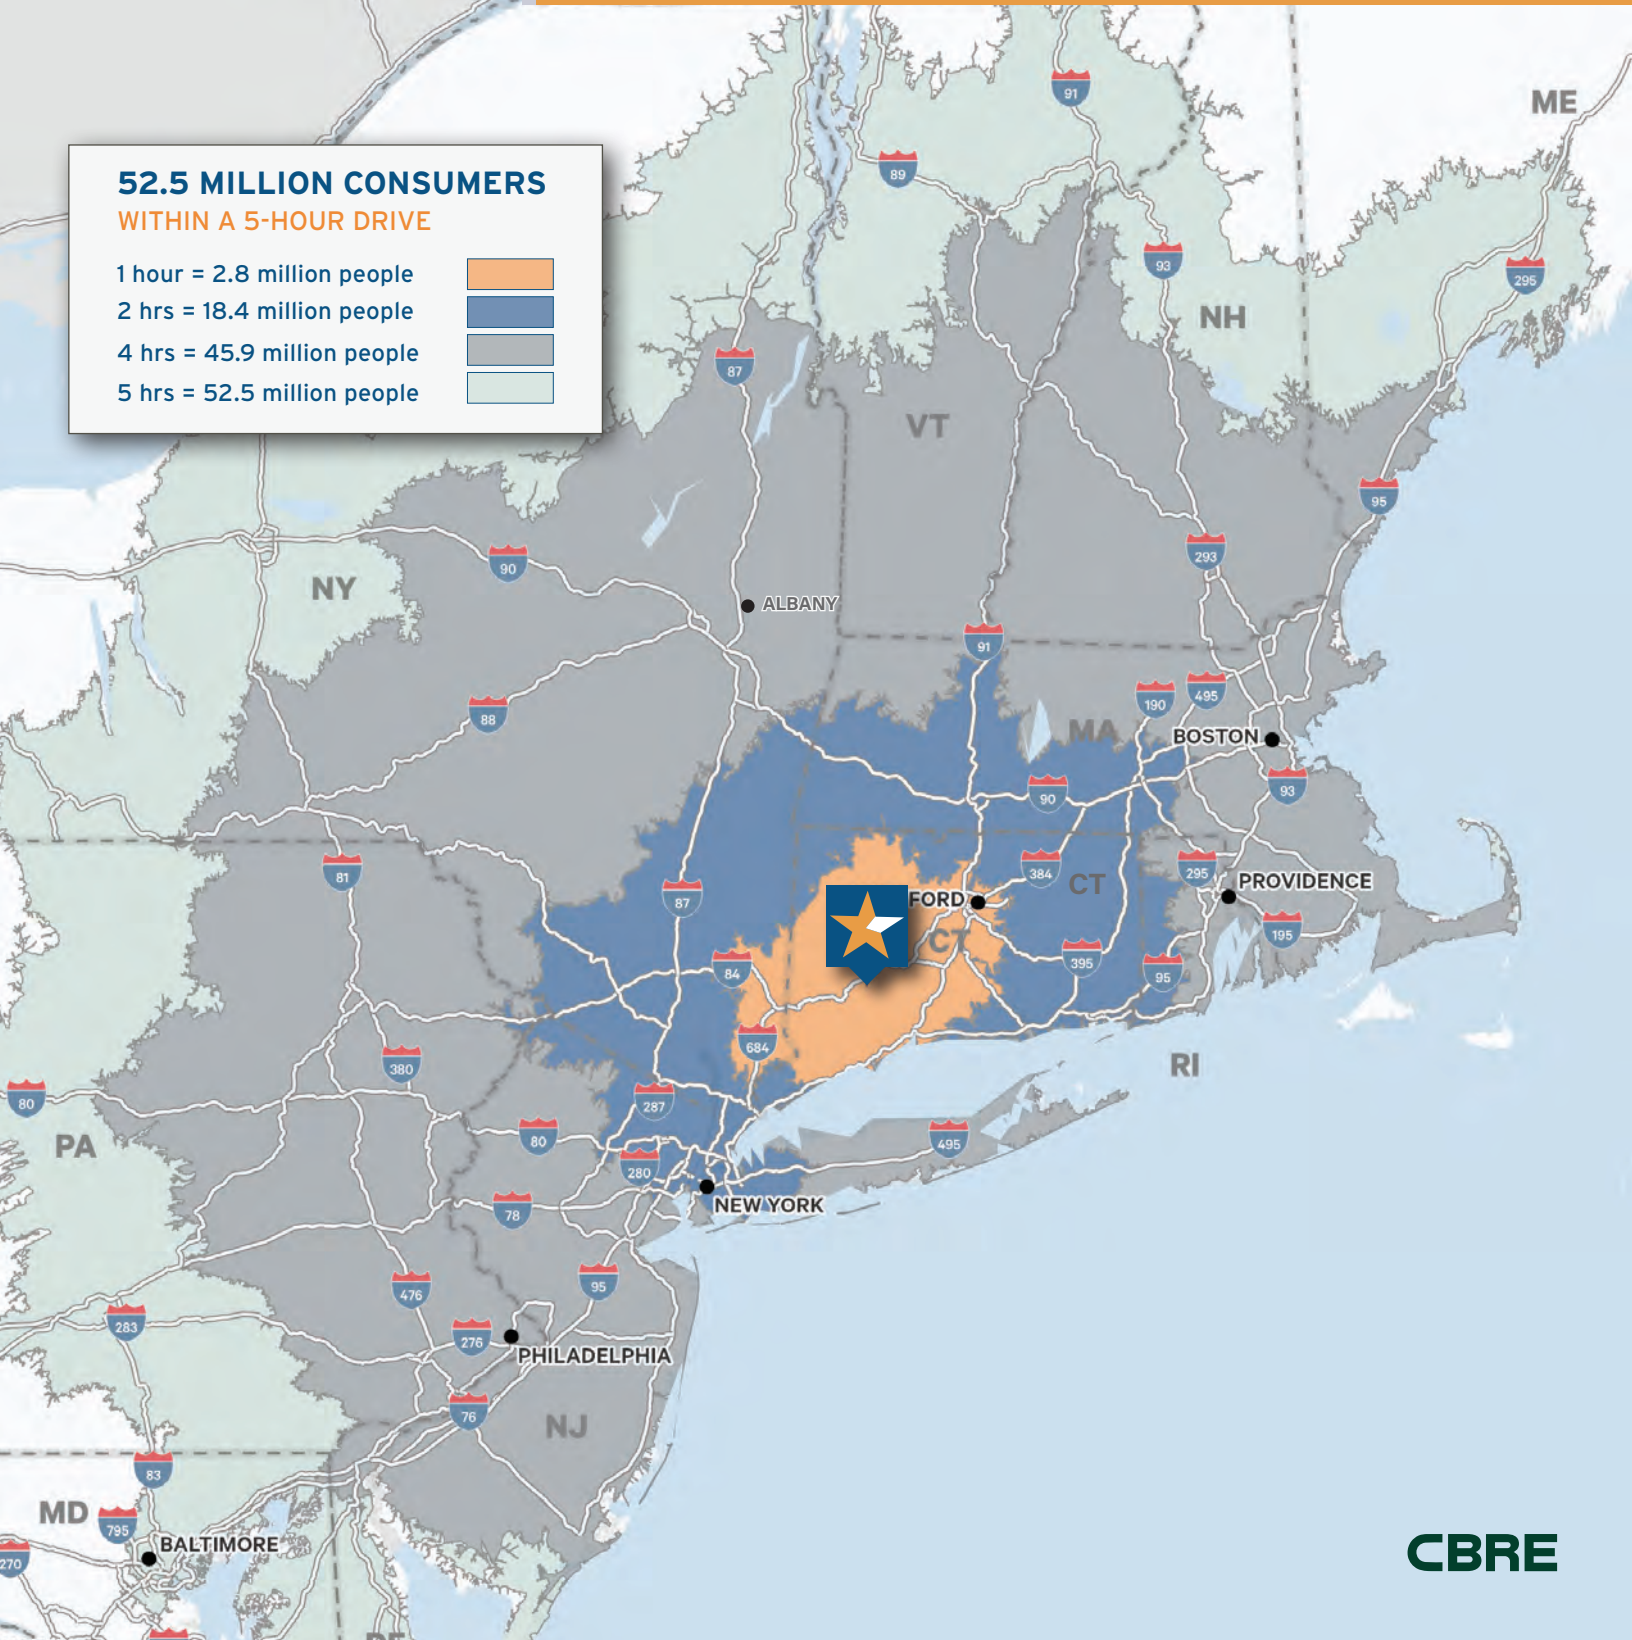 52.5 MILLION CONSUMERS
WITHIN A 5-HOUR DRIVE
1 hour = 2.8 million people
2 hrs = 18.4 million people
4 hrs = 45.9 million people
5 hrs = 52.5 million people
91
ME
89
93
295
NH
87
VT
95
293
90
NY
ALBANY
91
190
495
88
MA
BOSTON
93
90
81
384
295
CT
PROVIDENCE
87
FORD
195
CT
395
84
95
684
RI
380
80
287
PA
80
495
280
NEW YORK
78
95
476
283
276
PHILADELPHIA
76
NJ
83
MD
795
BALTIMORE
270
CBRE